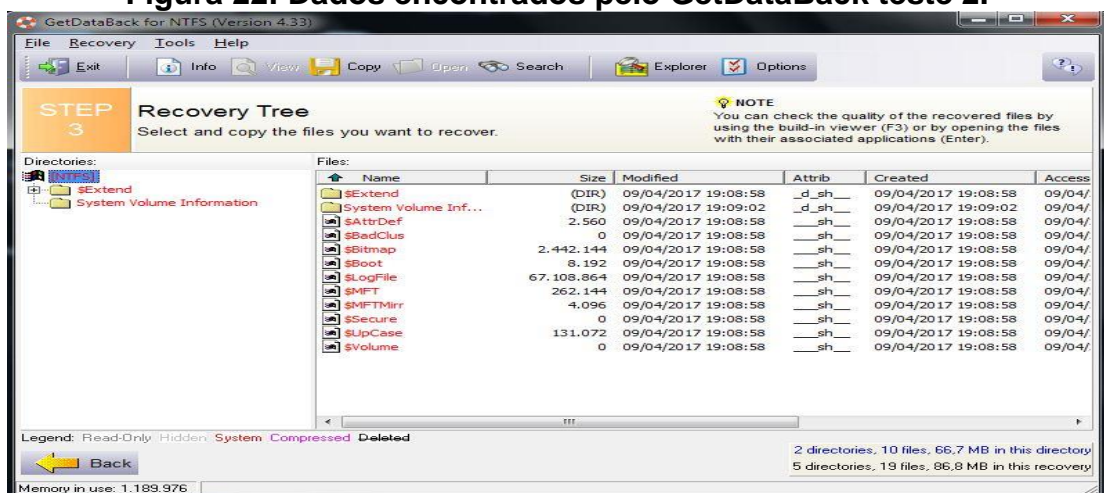 Figura 22: Dados encontrados pelo GetDataBack teste 2.
GetDataBack for NTFS (Version 4.33)
File Recovery Tools Help
Exit Info View Copy Open Search Explorer Options
STEP 3
Recovery Tree
Select and copy the files you want to recover.
NOTE
You can check the quality of the recovered files by
using the build-in viewer (F3) or by opening the files
with their associated applications (Enter).
Directories:
[NTFS]
$Extend
System Volume Information
Files:
Name Size Modified Attrib Created Access
$Extend (DIR) 09/04/2017 19:08:58 _d_sh__ 09/04/2017 19:08:58 09/04/
System Volume Inf... (DIR) 09/04/2017 19:09:02 _d_sh__ 09/04/2017 19:09:02 09/04/
$AttrDef 2.560 09/04/2017 19:08:58 ___sh__ 09/04/2017 19:08:58 09/04/
$BadClus 0 09/04/2017 19:08:58 ___sh__ 09/04/2017 19:08:58 09/04/
$Bitmap 2.442.144 09/04/2017 19:08:58 ___sh__ 09/04/2017 19:08:58 09/04/
$Boot 8.192 09/04/2017 19:08:58 ___sh__ 09/04/2017 19:08:58 09/04/
$LogFile 67.108.864 09/04/2017 19:08:58 ___sh__ 09/04/2017 19:08:58 09/04/
$MFT 262.144 09/04/2017 19:08:58 ___sh__ 09/04/2017 19:08:58 09/04/
$MFTMirr 4.096 09/04/2017 19:08:58 ___sh__ 09/04/2017 19:08:58 09/04/
$Secure 0 09/04/2017 19:08:58 ___sh__ 09/04/2017 19:08:58 09/04/
$UpCase 131.072 09/04/2017 19:08:58 ___sh__ 09/04/2017 19:08:58 09/04/
$Volume 0 09/04/2017 19:08:58 ___sh__ 09/04/2017 19:08:58 09/04/
Legend: Read-Only Hidden System Compressed Deleted
Back
2 directories, 10 files, 66,7 MB in this directory
5 directories, 19 files, 86,8 MB in this recovery
Memory in use: 1.189.976